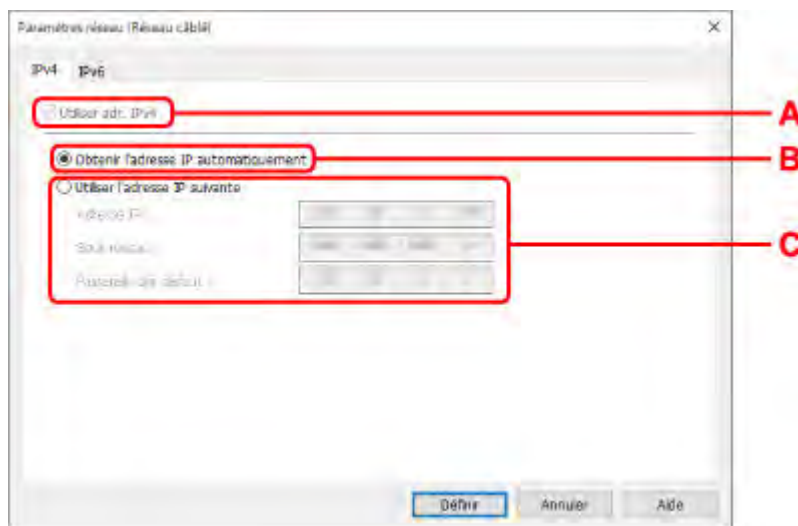 Paramètres réseau (Réseau câblé)
IPv4 IPv6
Utiliser adr. IPv4
A
Obtenir l'adresse IP automatiquement
B
Utiliser l'adresse IP suivante
Adresse IP :
C
Sous-réseau :
Passerelle par défaut :
Définir Annuler Aide